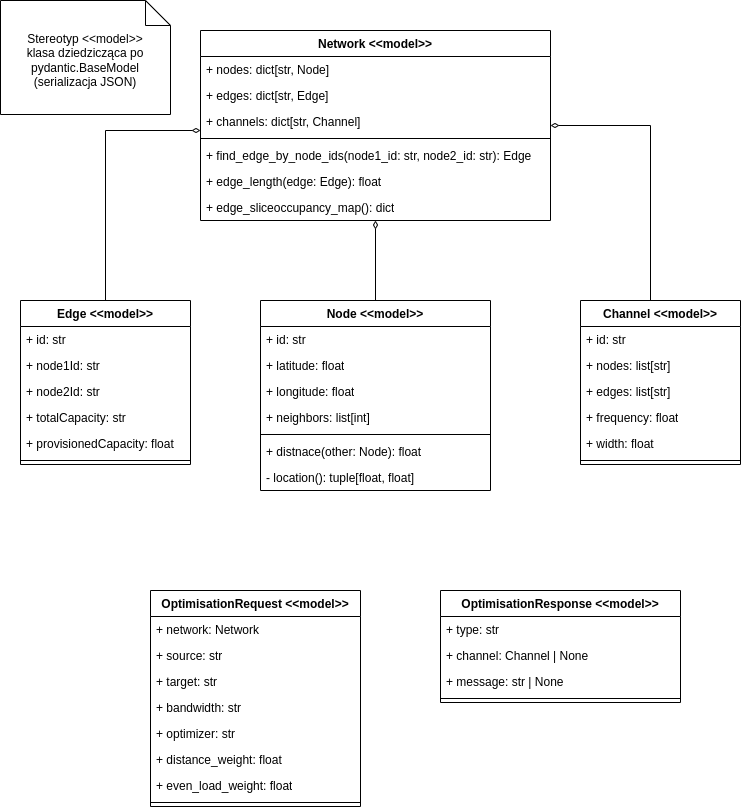 Stereotyp <<model>>
klasa dziedzicząca po
pydantic.BaseModel
(serializacja JSON)
Network <<model>>
+ nodes: dict[str, Node]
+ edges: dict[str, Edge]
+ channels: dict[str, Channel]
+ find_edge_by_node_ids(node1_id: str, node2_id: str): Edge
+ edge_length(edge: Edge): float
+ edge_sliceoccupancy_map(): dict
Edge <<model>>
+ id: str
+ node1Id: str
+ node2Id: str
+ totalCapacity: str
+ provisionedCapacity: float
Node <<model>>
+ id: str
+ latitude: float
+ longitude: float
+ neighbors: list[int]
+ distnace(other: Node): float
- location(): tuple[float, float]
Channel <<model>>
+ id: str
+ nodes: list[str]
+ edges: list[str]
+ frequency: float
+ width: float
OptimisationRequest <<model>>
+ network: Network
+ source: str
+ target: str
+ bandwidth: str
+ optimizer: str
+ distance_weight: float
+ even_load_weight: float
OptimisationResponse <<model>>
+ type: str
+ channel: Channel | None
+ message: str | None